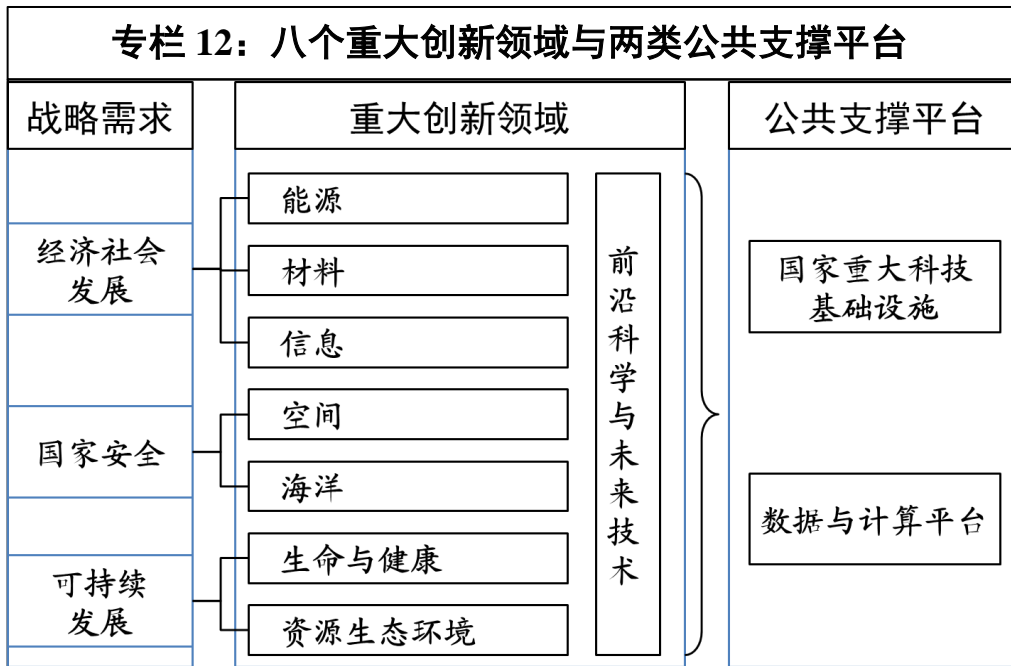 专栏 12：八个重大创新领域与两类公共支撑平台
战略需求
重大创新领域
公共支撑平台
经济社会
发展
国家安全
可持续
发展
能源
材料
信息
空间
海洋
生命与健康
资源生态环境
前沿科学与未来技术
国家重大科技
基础设施
数据与计算平台